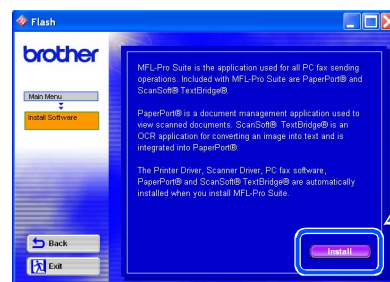 Flash
brother
Main Menu
Install Software
MFL-Pro Suite is the application used for all PC fax sending
operations. Included with MFL-Pro Suite are PaperPort® and
ScanSoft® TextBridge®.
PaperPort® is a document management application used to
view scanned documents. ScanSoft® TextBridge® is an
OCR application for converting an image into text and is
integrated into PaperPort®.
The Printer Driver, Scanner Driver, PC fax software,
PaperPort® and ScanSoft® TextBridge® are automatically
installed when you install MFL-Pro Suite.
Back
Exit
Install